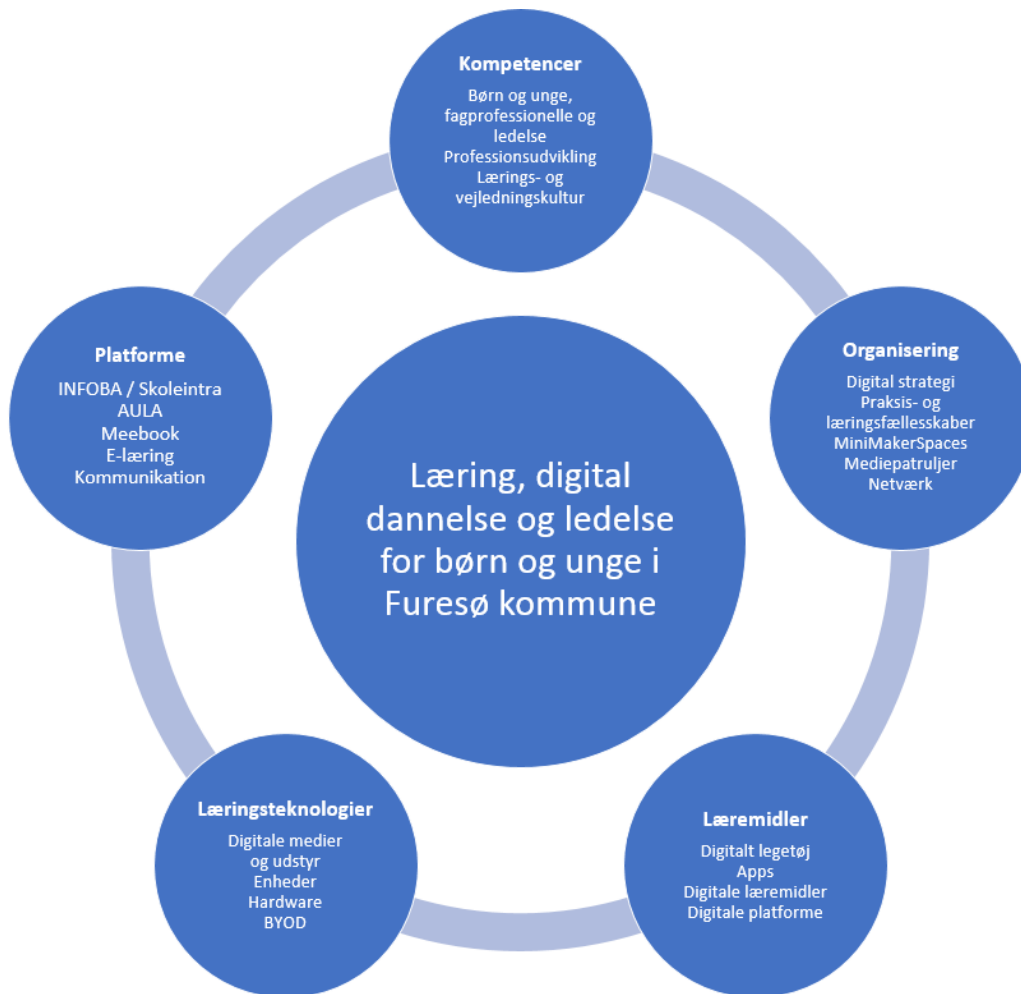 Kompetencer
Børn og unge,
fagprofessionelle og
ledelse
Professionsudvikling
Lærings- og
vejledningskultur
Organisering
Digital strategi
Praksis- og
læringsfællesskaber
MiniMakerSpaces
Mediepatruljer
Netværk
Læremidler
Digitalt legetøj
Apps
Digitale læremidler
Digitale platforme
Læringsteknologier
Digitale medier
og udstyr
Enheder
Hardware
BYOD
Platforme
INFOBA / Skoleintra
AULA
Meebook
E-læring
Kommunikation
Læring, digital
dannelse og ledelse
for børn og unge i
Furesø kommune